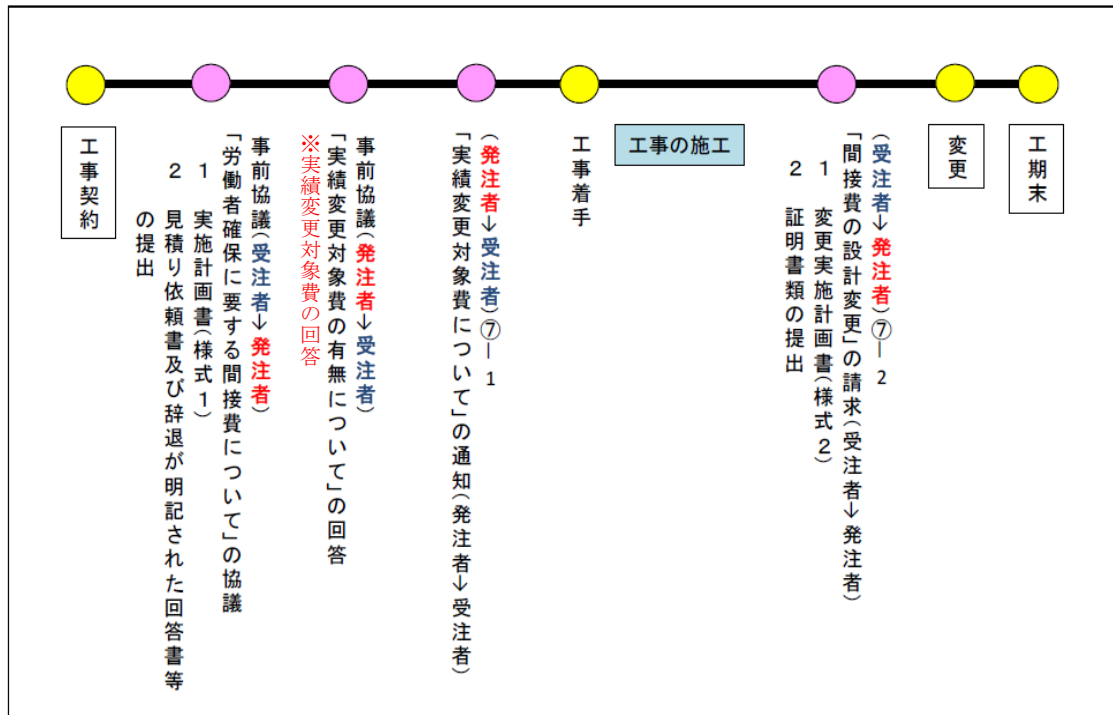 工事契約
事前協議(受注者→発注者)
「労働者確保に要する間接費について」の協議
1 実施計画書(様式1)
2 見積り依頼書及び辞退が明記された回答書等
の提出
事前協議(発注者→受注者)
「実績変更対象費の有無について」の回答
※実績変更対象費の回答
(発注者→受注者)⑦-1
「実績変更対象費について」の通知(発注者→受注者)
工事着手
工事の施工
(受注者→発注者)⑦-2
「間接費の設計変更」の請求(受注者→発注者)
1 変更実施計画書(様式2)
2 証明書類の提出
変更
工期末